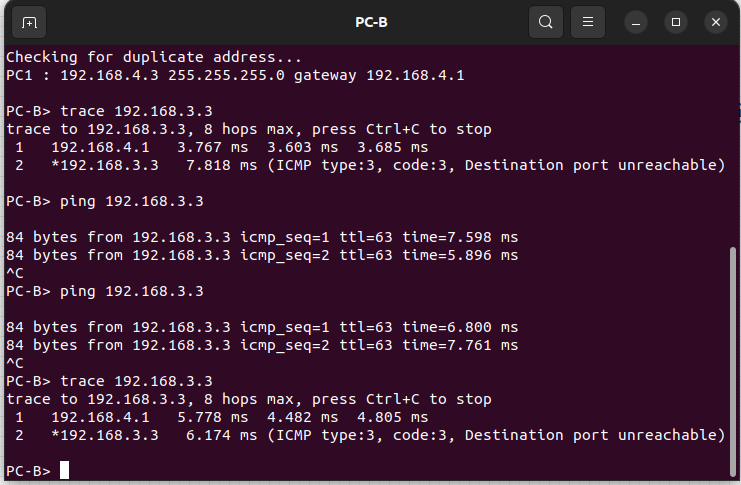 PC-B
Checking for duplicate address...
PC1 : 192.168.4.3 255.255.255.0 gateway 192.168.4.1
PC-B> trace 192.168.3.3
trace to 192.168.3.3, 8 hops max, press Ctrl+C to stop
 1   192.168.4.1   3.767 ms  3.603 ms  3.685 ms
 2   *192.168.3.3   7.818 ms (ICMP type:3, code:3, Destination port unreachable)
PC-B> ping 192.168.3.3
84 bytes from 192.168.3.3 icmp_seq=1 ttl=63 time=7.598 ms
84 bytes from 192.168.3.3 icmp_seq=2 ttl=63 time=5.896 ms
^C
PC-B> ping 192.168.3.3
84 bytes from 192.168.3.3 icmp_seq=1 ttl=63 time=6.800 ms
84 bytes from 192.168.3.3 icmp_seq=2 ttl=63 time=7.761 ms
^C
PC-B> trace 192.168.3.3
trace to 192.168.3.3, 8 hops max, press Ctrl+C to stop
 1   192.168.4.1   5.778 ms  4.482 ms  4.805 ms
 2   *192.168.3.3   6.174 ms (ICMP type:3, code:3, Destination port unreachable)
PC-B>